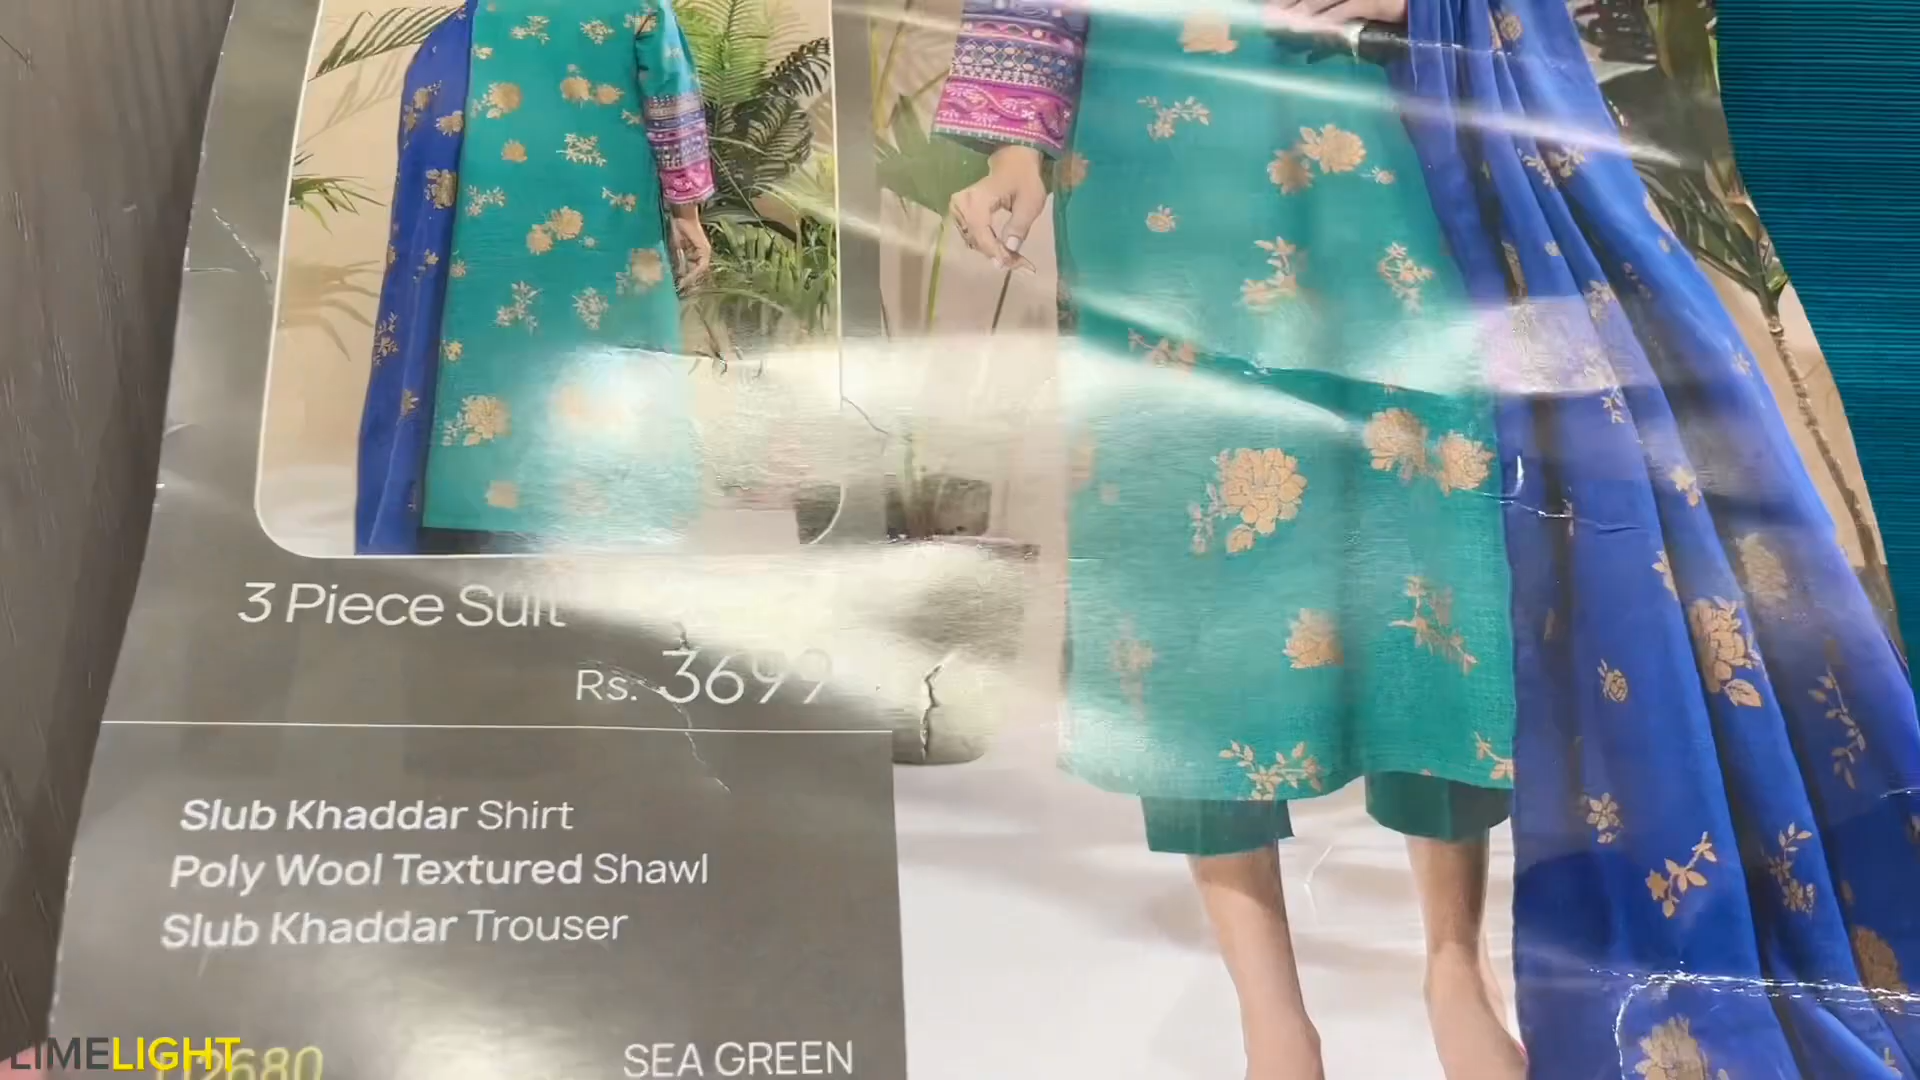 3 Piece Suit
Rs. 3699
Slub Khaddar Shirt
Poly Wool Textured Shawl
Slub Khaddar Trouser
SEA GREEN
LIMELIGHT